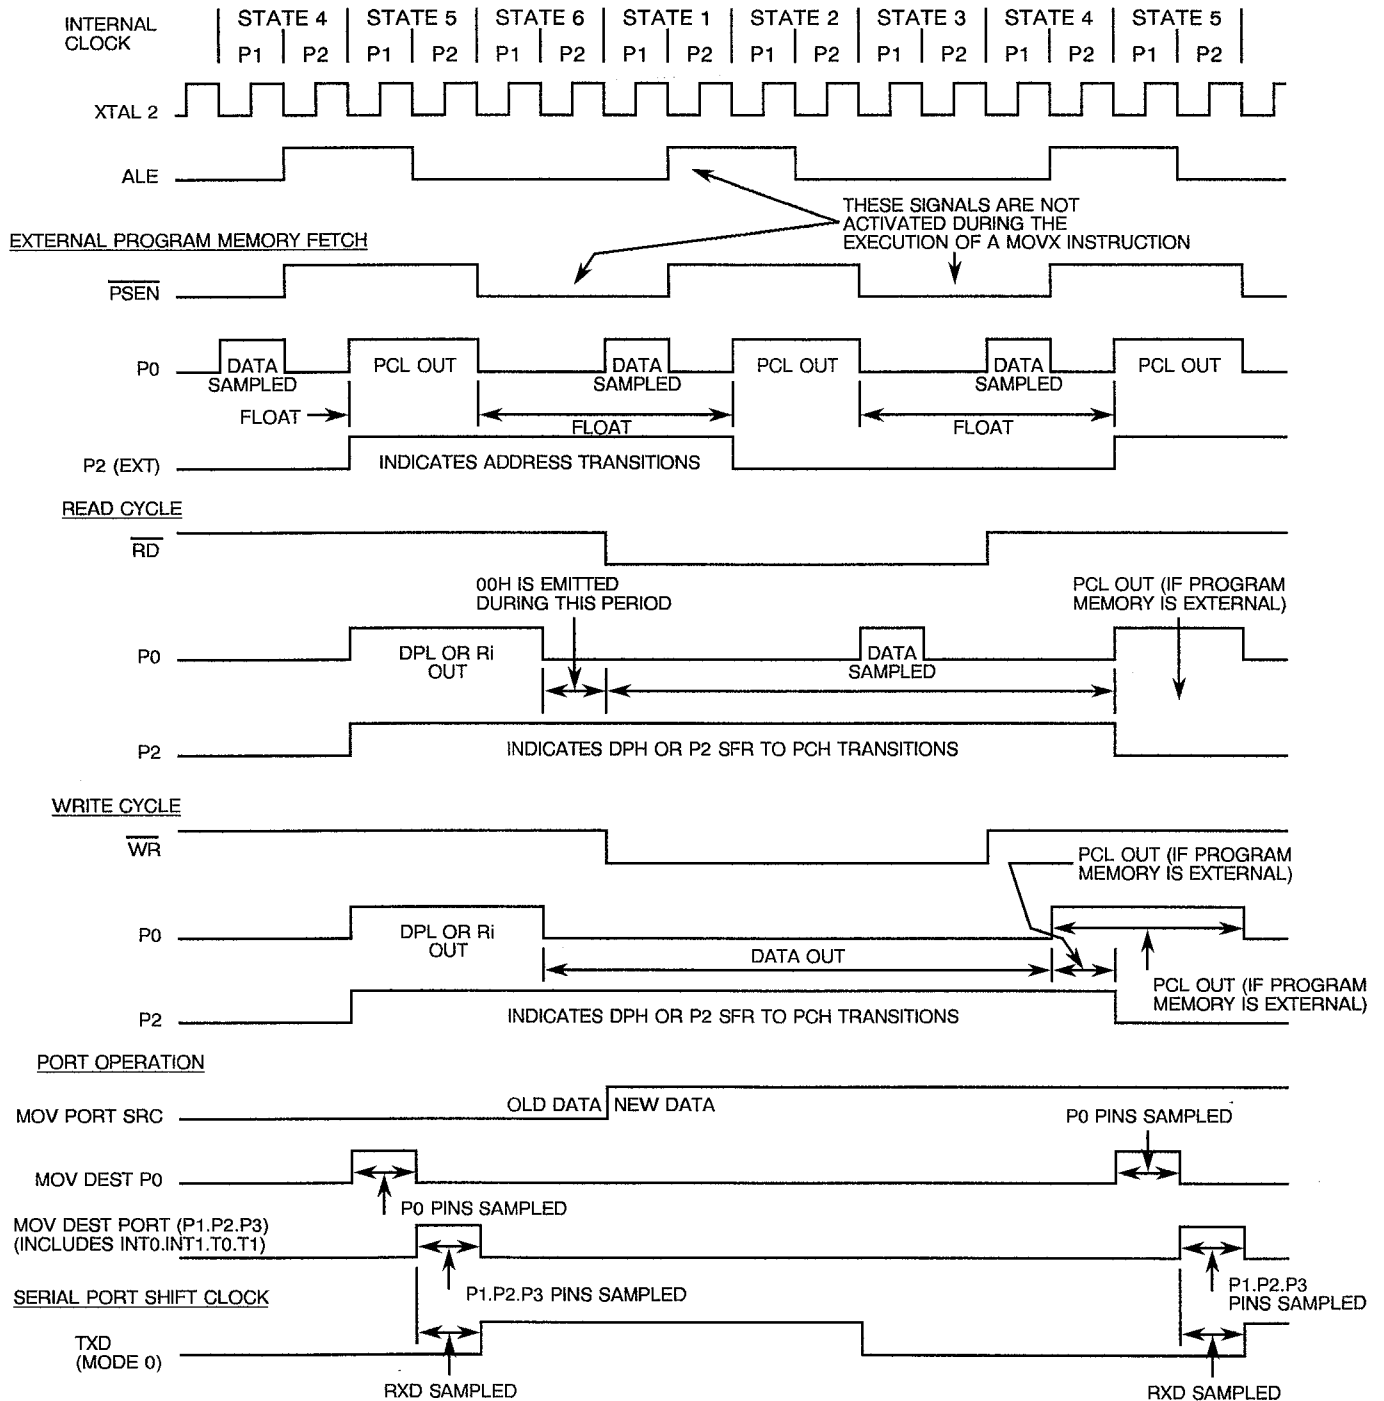 INTERNAL
CLOCK
STATE 4 STATE 5 STATE 6 STATE 1 STATE 2 STATE 3 STATE 4 STATE 5
P1 P2 P1 P2 P1 P2 P1 P2 P1 P2 P1 P2 P1 P2 P1 P2
XTAL 2
ALE
THESE SIGNALS ARE NOT
ACTIVATED DURING THE
EXECUTION OF A MOVX INSTRUCTION
EXTERNAL PROGRAM MEMORY FETCH
PSEN
P0
DATA
SAMPLED
PCL OUT
DATA
SAMPLED
PCL OUT
DATA
SAMPLED
PCL OUT
FLOAT
FLOAT
FLOAT
P2 (EXT)
INDICATES ADDRESS TRANSITIONS
READ CYCLE
RD
00H IS EMITTED
DURING THIS PERIOD
PCL OUT (IF PROGRAM
MEMORY IS EXTERNAL)
P0
DPL OR Ri
OUT
DATA
SAMPLED
P2
INDICATES DPH OR P2 SFR TO PCH TRANSITIONS
WRITE CYCLE
WR
PCL OUT (IF PROGRAM
MEMORY IS EXTERNAL)
P0
DPL OR Ri
OUT
DATA OUT
PCL OUT (IF PROGRAM
MEMORY IS EXTERNAL)
P2
INDICATES DPH OR P2 SFR TO PCH TRANSITIONS
PORT OPERATION
MOV PORT SRC
OLD DATA NEW DATA
P0 PINS SAMPLED
MOV DEST P0
P0 PINS SAMPLED
MOV DEST PORT (P1.P2.P3)
(INCLUDES INT0.INT1.T0.T1)
P1.P2.P3 PINS SAMPLED
P1.P2.P3
PINS SAMPLED
SERIAL PORT SHIFT CLOCK
TXD
(MODE 0)
RXD SAMPLED
RXD SAMPLED